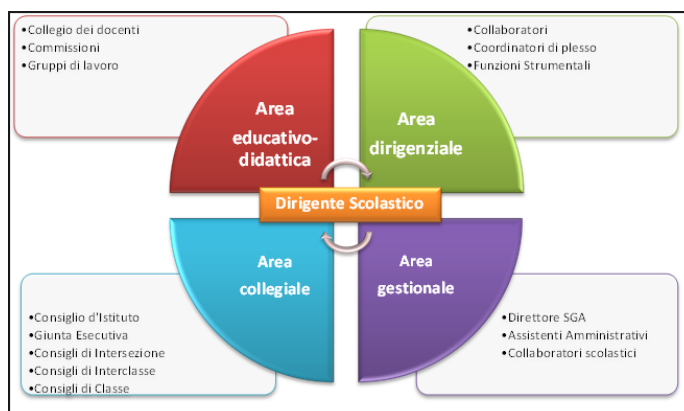 •Collegio dei docenti
•Commissioni
•Gruppi di lavoro
•Collaboratori
•Coordinatori di plesso
•Funzioni Strumentali
Area
educativo-
didattica
Area
dirigenziale
Dirigente Scolastico
Area
collegiale
Area
gestionale
•Consiglio d'Istituto
•Giunta Esecutiva
•Consigli di Intersezione
•Consigli di Interclasse
•Consigli di Classe
•Direttore SGA
•Assistenti Amministrativi
•Collaboratori scolastici